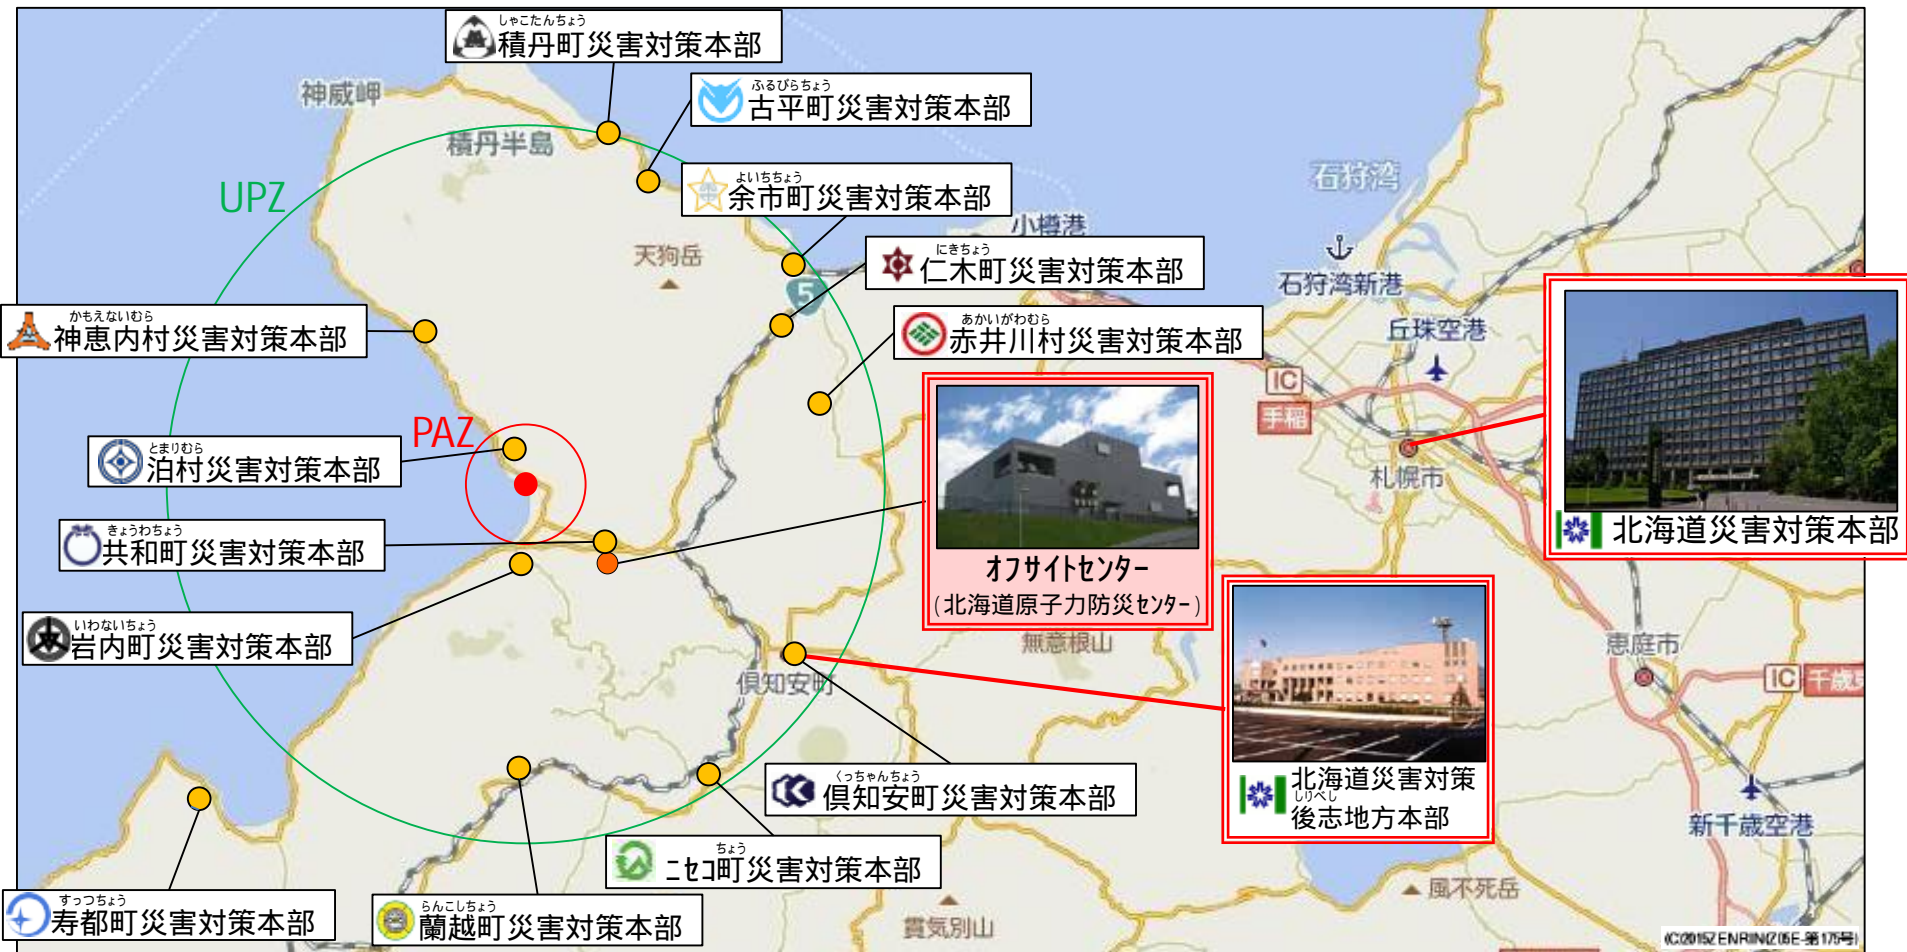 しゃこたんちょう
積丹町災害対策本部
ふるびらちょう
古平町災害対策本部
神威岬
積丹半島
UPZ
よいちちょう
余市町災害対策本部
石狩湾
小樽港
天狗岳
にきちょう
仁木町災害対策本部
5
石狩湾新港
かもえないむら
神恵内村災害対策本部
あかいがわむら
赤井川村災害対策本部
丘珠空港
IC
手稲
PAZ
とまりむら
泊村災害対策本部
札幌市
北海道災害対策本部
きょうわちょう
共和町災害対策本部
オフサイトセンター
(北海道原子力防災センター)
いわないちょう
岩内町災害対策本部
無意根山
恵庭市
倶知安町
IC
千歳
くっちゃんちょう
倶知安町災害対策本部
北海道災害対策
しりべし
後志地方本部
新千歳空港
ちょう
ニセコ町災害対策本部
風不死岳
すっつちょう
寿都町災害対策本部
らんこしちょう
蘭越町災害対策本部
貫気別山
(C)2015ZENRIN(Z05E-第175号)